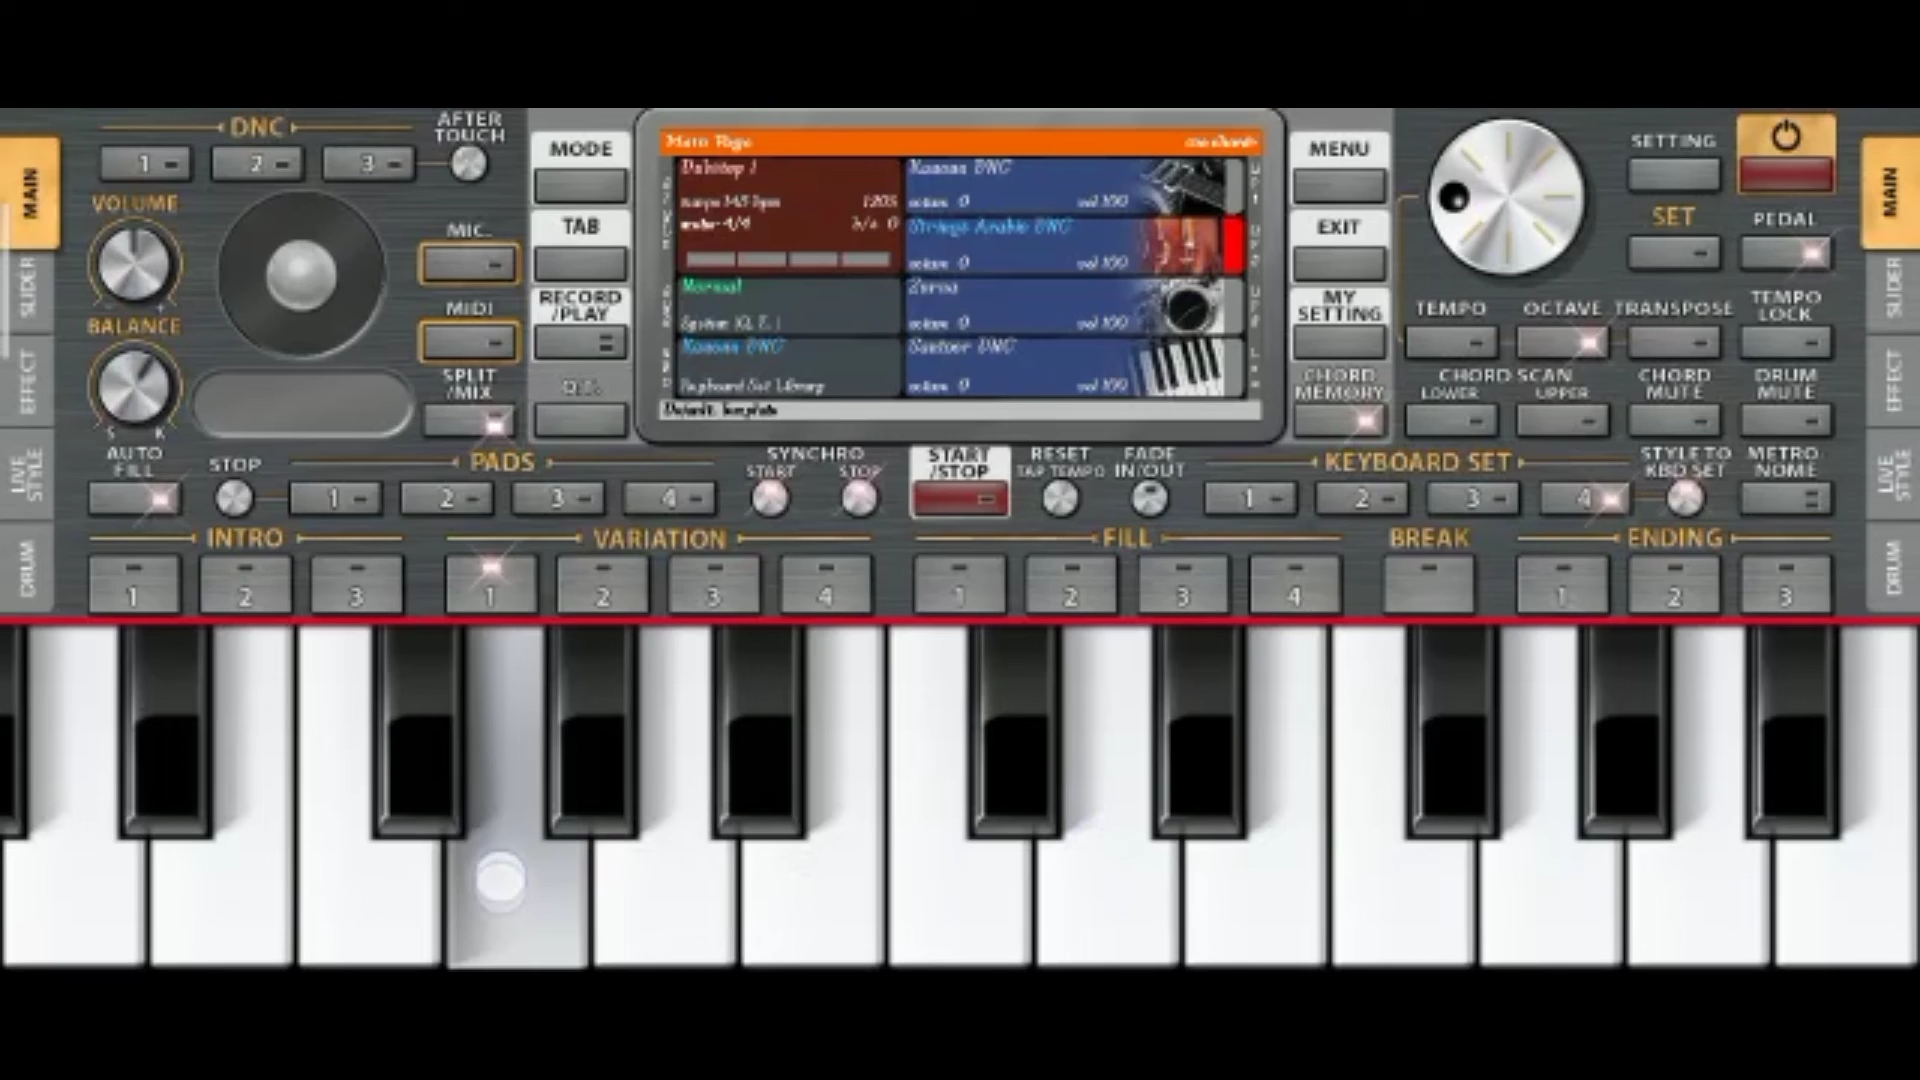 DNC
AFTER
TOUCH
1 2 3
MAIN
SLIDER
EFFECT
LIVE
STYLE
DRUM
VOLUME
BALANCE
S K
MIC.
MIDI
SPLIT
/MIX
MODE
TAB
RECORD
/PLAY
Dubstep 1
4/4
Normal
Kanoon DNC
Keyboard Set Library
Kanoon DNC
octave 0 vol 100
Strings Arabic DNC
octave 0 vol 100
Zurna
octave 0 vol 100
Santoor DNC
octave 0 vol 100
Default Template
MENU
EXIT
MY
SETTING
CHORD
MEMORY
SETTING
SET
PEDAL
TEMPO
OCTAVE
TRANSPOSE
TEMPO
LOCK
CHORD SCAN
LOWER UPPER
CHORD
MUTE
DRUM
MUTE
AUTO
FILL
STOP
PADS
1 2 3 4
SYNCHRO
START STOP
START
/STOP
RESET
TAP TEMPO
FADE
IN/OUT
KEYBOARD SET
1 2 3 4
STYLE TO
KBD SET
METRO
NOME
INTRO
1 2 3
VARIATION
1 2 3 4
FILL
1 2 3 4
BREAK
ENDING
1 2 3
MAIN
SLIDER
EFFECT
LIVE
STYLE
DRUM